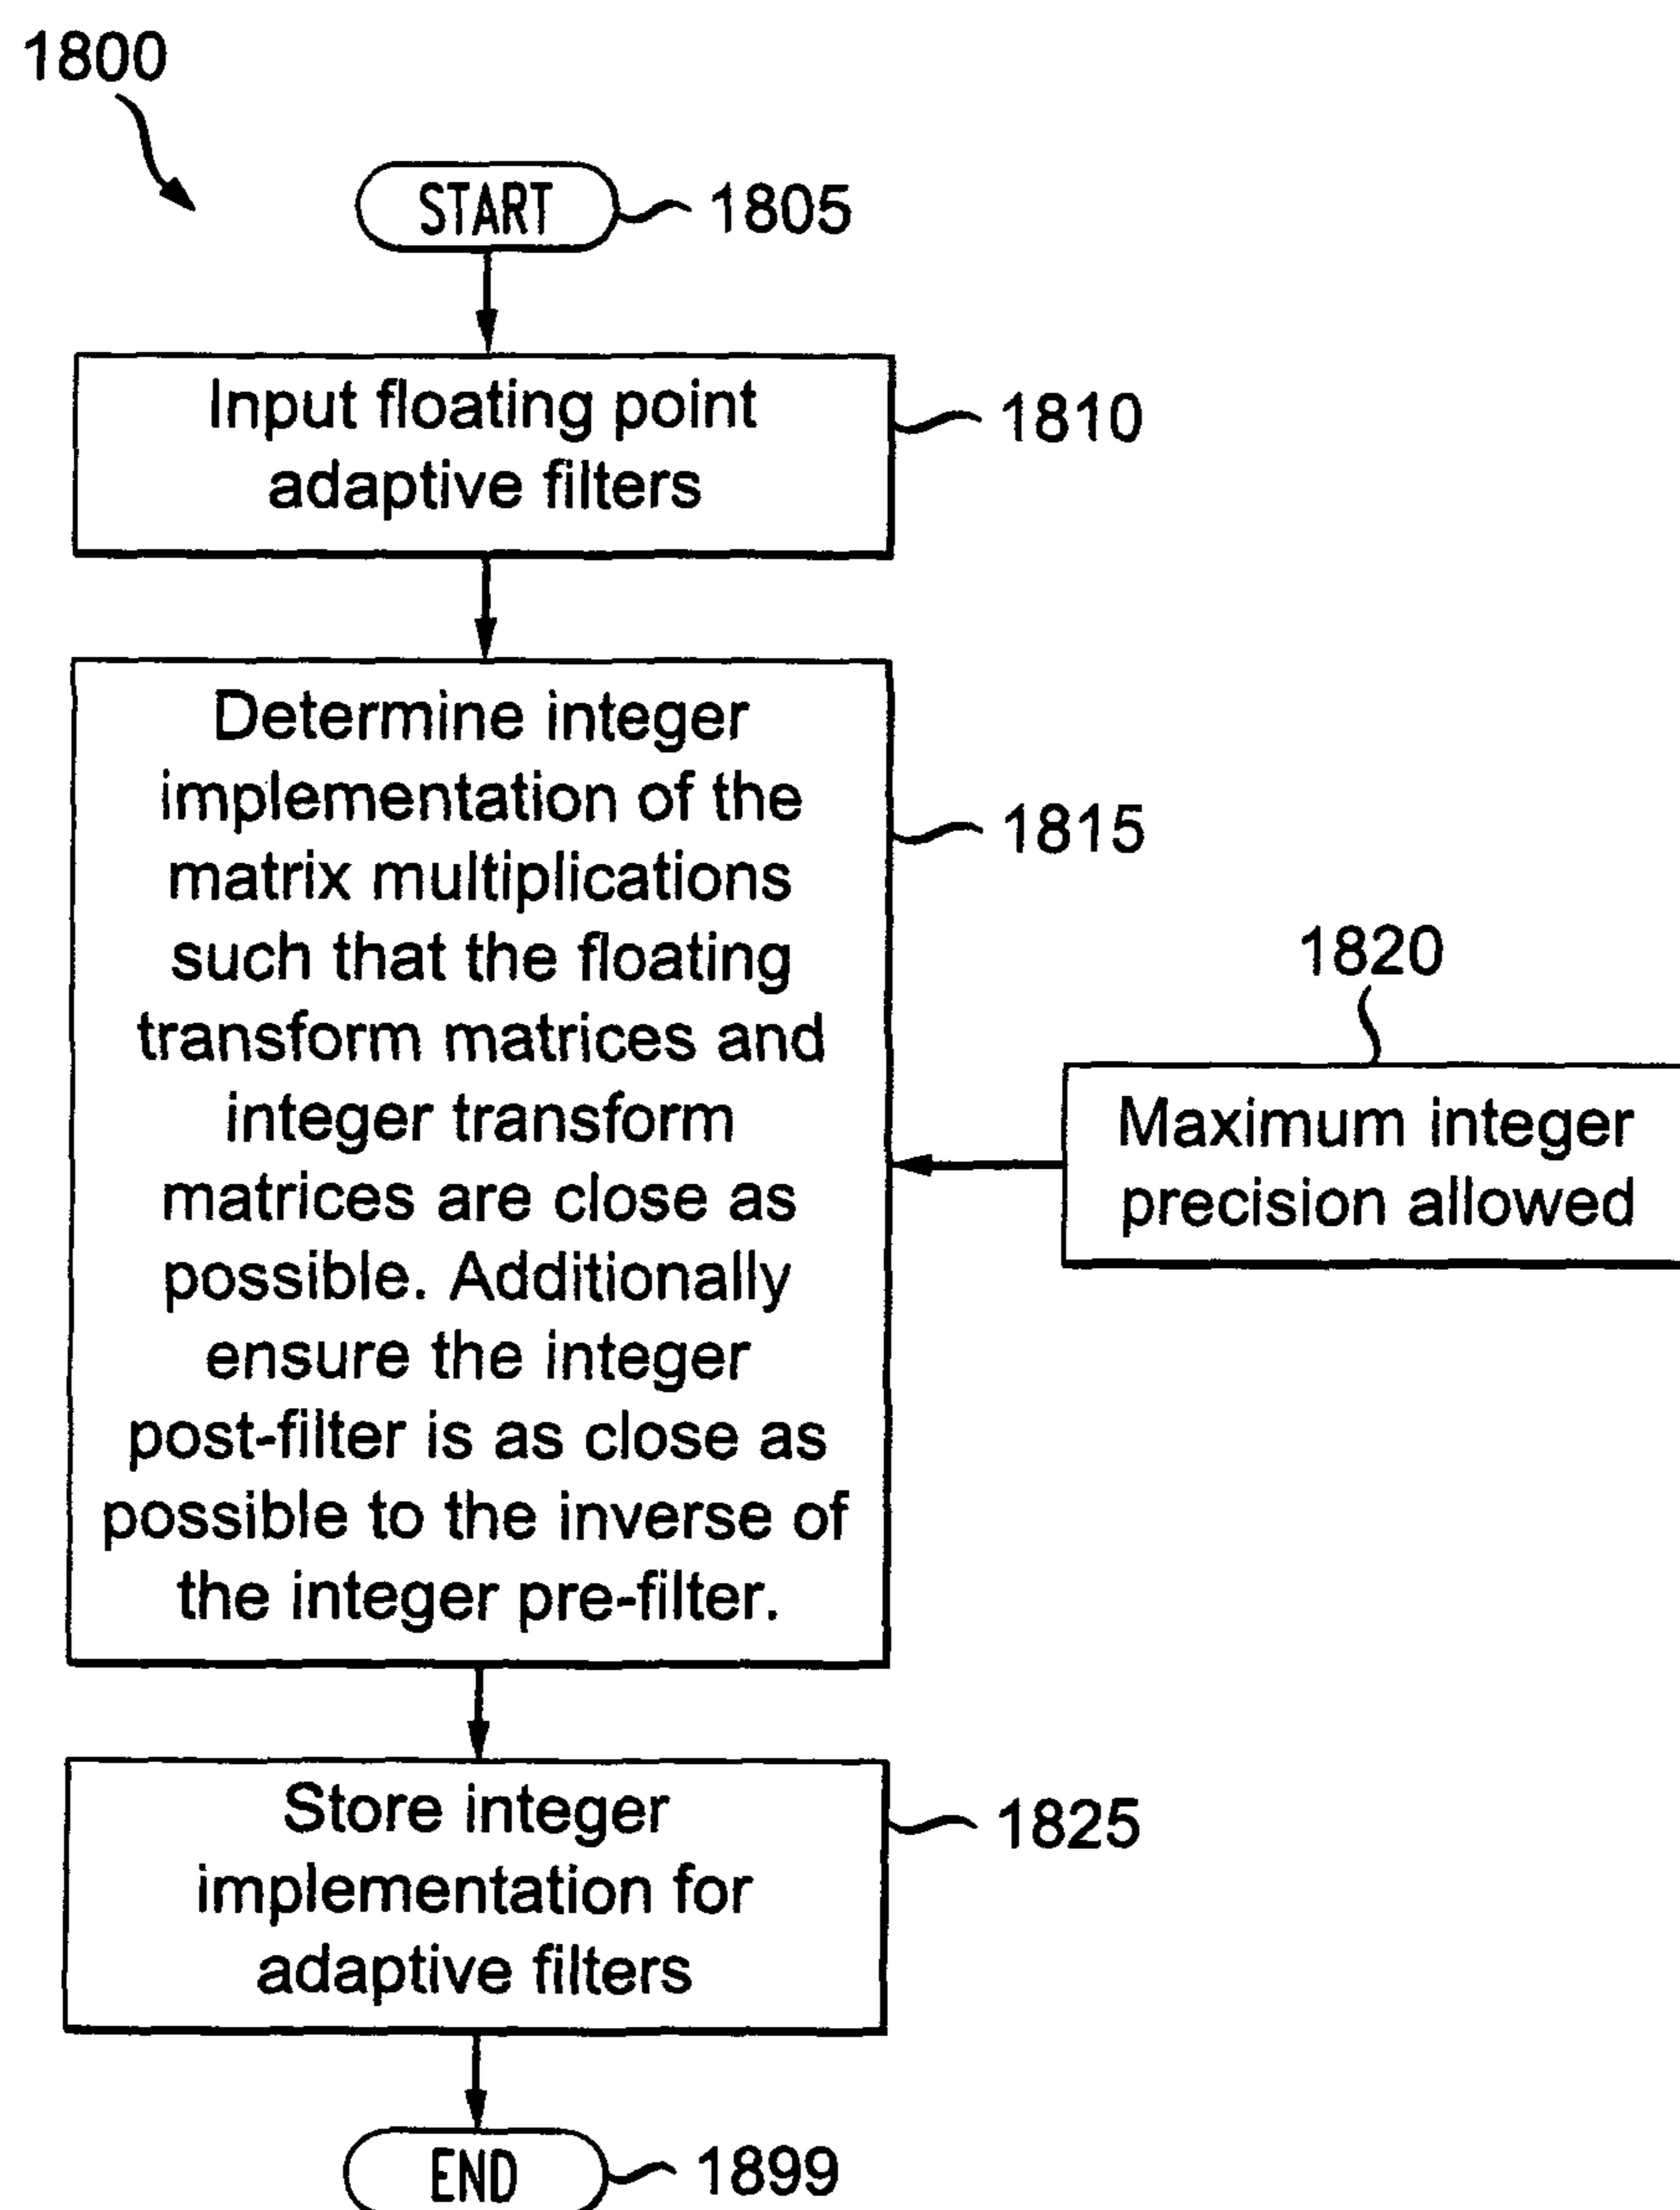 1800
START
1805
Input floating point
adaptive filters
1810
Determine integer
implementation of the
matrix multiplications
such that the floating
transform matrices and
integer transform
matrices are close as
possible. Additionally
ensure the integer
post-filter is as close as
possible to the inverse of
the integer pre-filter.
1815
1820
Maximum integer
precision allowed
Store integer
implementation for
adaptive filters
1825
END
1899